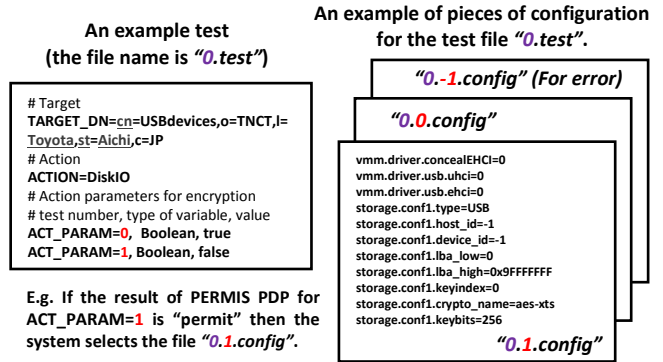 An example test
(the file name is “0.test”)
# Target
TARGET_DN=cn=USBdevices,o=TNCT,l=
Toyota,st=Aichi,c=JP
# Action
ACTION=DiskIO
# Action parameters for encryption
# test number, type of variable, value
ACT_PARAM=0, Boolean, true
ACT_PARAM=1, Boolean, false
E.g. If the result of PERMIS PDP for
ACT_PARAM=1 is “permit” then the
system selects the file “0.1.config”.
An example of pieces of configuration
for the test file “0.test”.
“0.-1.config” (For error)
“0.0.config”
vmm.driver.concealEHCI=0
vmm.driver.usb.uhci=0
vmm.driver.usb.ehci=0
storage.conf1.type=USB
storage.conf1.host_id=-1
storage.conf1.device_id=-1
storage.conf1.lba_low=0
storage.conf1.lba_high=0x9FFFFFFF
storage.conf1.keyindex=0
storage.conf1.crypto_name=aes-xts
storage.conf1.keybits=256
“0.1.config”